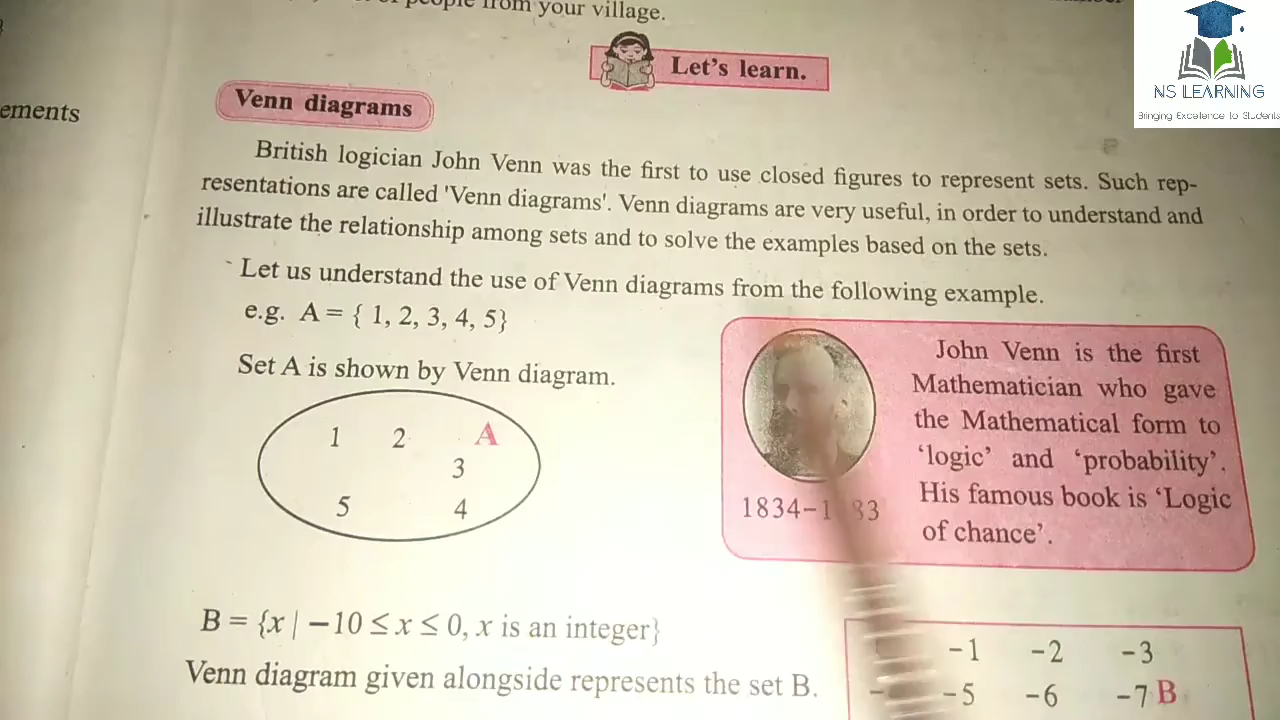 people from your village.
Let's learn.
NS LEARNING
Bringing Excellence to Students
ements
Venn diagrams
British logician John Venn was the first to use closed figures to represent sets. Such rep-
resentations are called 'Venn diagrams'. Venn diagrams are very useful, in order to understand and
illustrate the relationship among sets and to solve the examples based on the sets.
Let us understand the use of Venn diagrams from the following example.
e.g. A = { 1, 2, 3, 4, 5}
Set A is shown by Venn diagram.
1 2 A
3
5 4
John Venn is the first
Mathematician who gave
the Mathematical form to
‘logic’ and ‘probability’.
His famous book is ‘Logic
of chance’.
1834-1 83
B = {x | −10 ≤ x ≤ 0, x is an integer}
Venn diagram given alongside represents the set B.
-1 -2 -3
-5 -6 -7 B